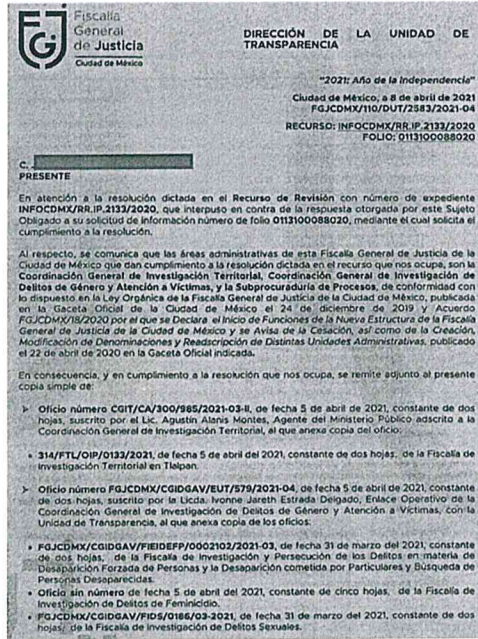 Fiscalía
General
de Justicia
Ciudad de México
DIRECCIÓN DE LA UNIDAD DE
TRANSPARENCIA
"2021: Año de la Independencia"
Ciudad de México, a 8 de abril de 2021
FGJCDMX/110/DUT/2583/2021-04
RECURSO: INFOCDMX/RR.IP.2133/2020
FOLIO: 0113100088020
C.
PRESENTE
En atención a la resolución dictada en el Recurso de Revisión con número de expediente
INFOCDMX/RR.IP.2133/2020, que interpuso en contra de la respuesta otorgada por este Sujeto
Obligado a su solicitud de información número de folio 0113100088020, mediante el cual solicita el
cumplimiento a la resolución.
Al respecto, se comunica que las áreas administrativas de esta Fiscalía General de Justicia de la
Ciudad de México que dan cumplimiento a la resolución dictada en el recurso que nos ocupa, son la
Coordinación General de Investigación Territorial, Coordinación General de Investigación de
Delitos de Género y Atención a Víctimas, y la Subprocuraduría de Procesos, de conformidad con
lo dispuesto en la Ley Orgánica de la Fiscalía General de Justicia de la Ciudad de México, publicada
en la Gaceta Oficial de la Ciudad de México el 24 de diciembre de 2019 y Acuerdo
FGJCDMX/18/2020 por el que se Declara el Inicio de Funciones de la Nueva Estructura de la Fiscalía
General de Justicia de la Ciudad de México y se Avisa de la Cesación, así como de la Creación,
Modificación de Denominaciones y Readscripción de Distintas Unidades Administrativas, publicado
el 22 de abril de 2020 en la Gaceta Oficial indicada.
En consecuencia, y en cumplimiento a la resolución que nos ocupa, se remite adjunto al presente
copia simple de:
➤ Oficio número CGIT/CA/300/985/2021-03-II, de fecha 5 de abril de 2021, constante de dos
hojas, suscrito por el Lic. Agustín Alanís Montes, Agente del Ministerio Público adscrito a la
Coordinación General de Investigación Territorial, al que anexa copia del oficio:
• 314/FTL/OIP/0133/2021, de fecha 5 de abril del 2021, constante de dos hojas, de la Fiscalía de
Investigación Territorial en Tlalpan.
➤ Oficio número FGJCDMX/CGIDGAV/EUT/579/2021-04, de fecha 5 de abril de 2021, constante
de dos hojas, suscrito por la Licda. Ivonne Jareth Estrada Delgado, Enlace Operativo de la
Coordinación General de Investigación de Delitos de Género y Atención a Víctimas, con la
Unidad de Transparencia, al que anexa copia de los oficios:
• FGJCDMX/CGIDGAV/FIEIDEFP/0002102/2021-03, de fecha 31 de marzo del 2021, constante
de dos hojas, de la Fiscalía de Investigación y Persecución de los Delitos en materia de
Desaparición Forzada de Personas y la Desaparición cometida por Particulares y Búsqueda de
Personas Desaparecidas.
• Oficio sin número de fecha 5 de abril del 2021, constante de cinco hojas, de la Fiscalía de
Investigación de Delitos de Feminicidio.
• FGJCDMX/CGIDGAV/FIDS/0186/03-2021, de fecha 31 de marzo del 2021, constante de dos
hojas, de la Fiscalía de Investigación de Delitos Sexuales.